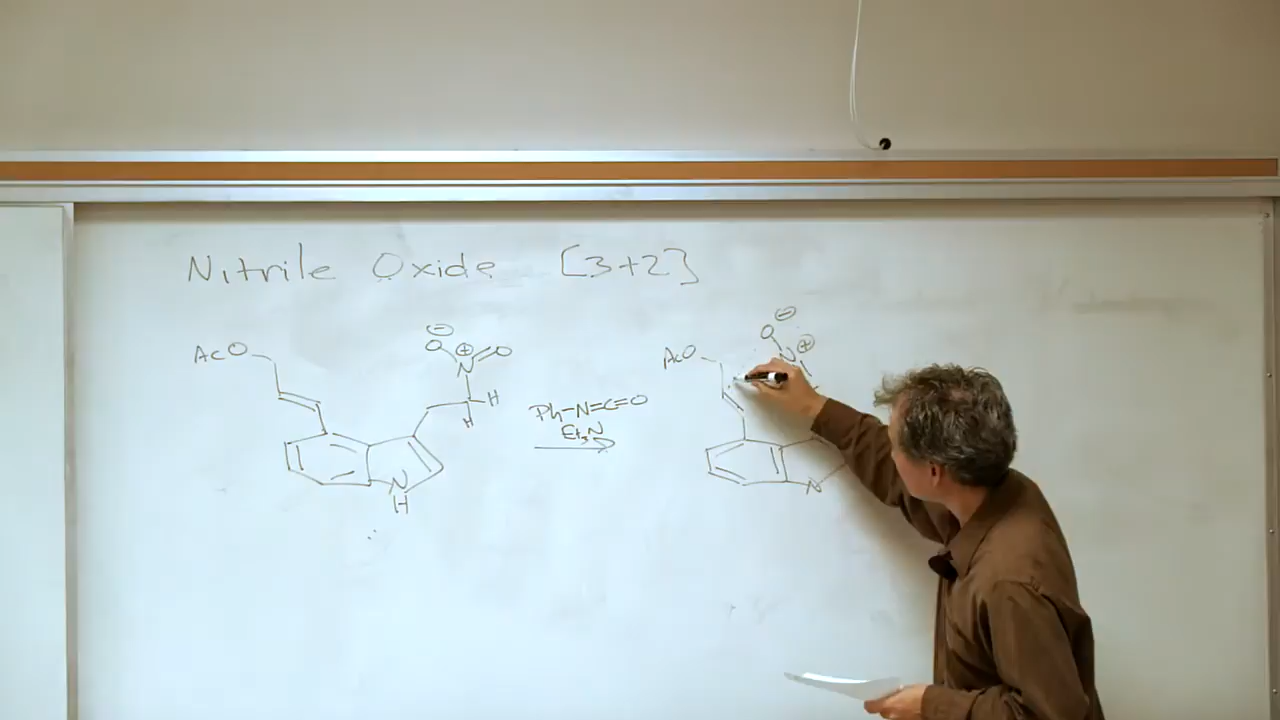 Nitrile Oxide [3+2]
AcO
⊖
O
N
⊕
O
H
H
N
H
Ph-N=C=O
Et3N
AcO
⊖
O
N
⊕
N